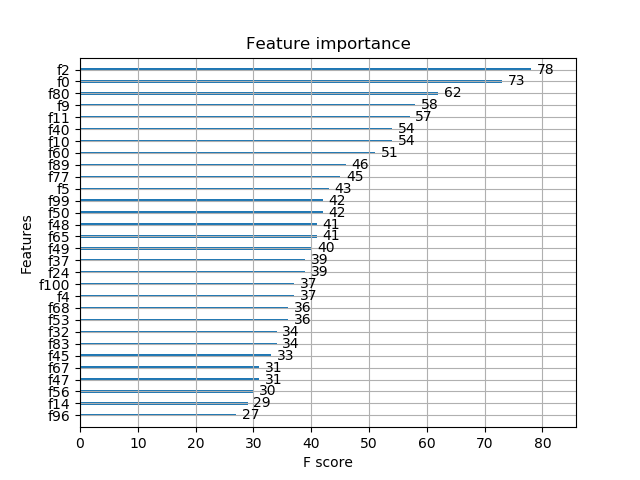 Feature importance
Features
f2 78
f0 73
f80 62
f9 58
f11 57
f40 54
f10 54
f60 51
f89 46
f77 45
f5 43
f99 42
f50 42
f48 41
f65 41
f49 40
f37 39
f24 39
f100 37
f4 37
f68 36
f53 36
f32 34
f83 34
f45 33
f67 31
f47 31
f56 30
f14 29
f96 27
0 10 20 30 40 50 60 70 80
F score